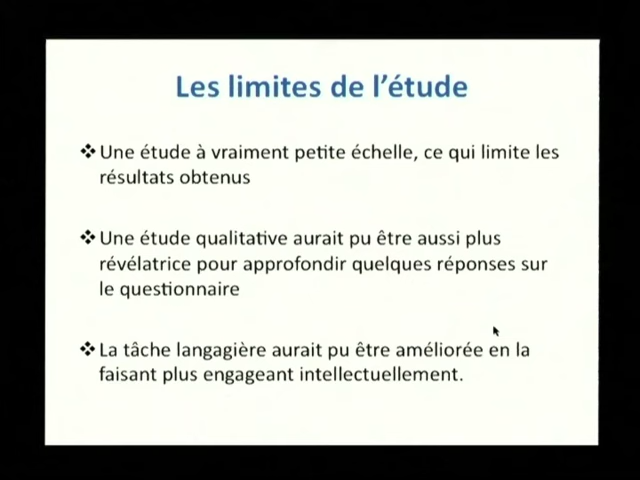 Les limites de l'étude
❖ Une étude à vraiment petite échelle, ce qui limite les
résultats obtenus
❖ Une étude qualitative aurait pu être aussi plus
révélatrice pour approfondir quelques réponses sur
le questionnaire
❖ La tâche langagière aurait pu être améliorée en la
faisant plus engageant intellectuellement.